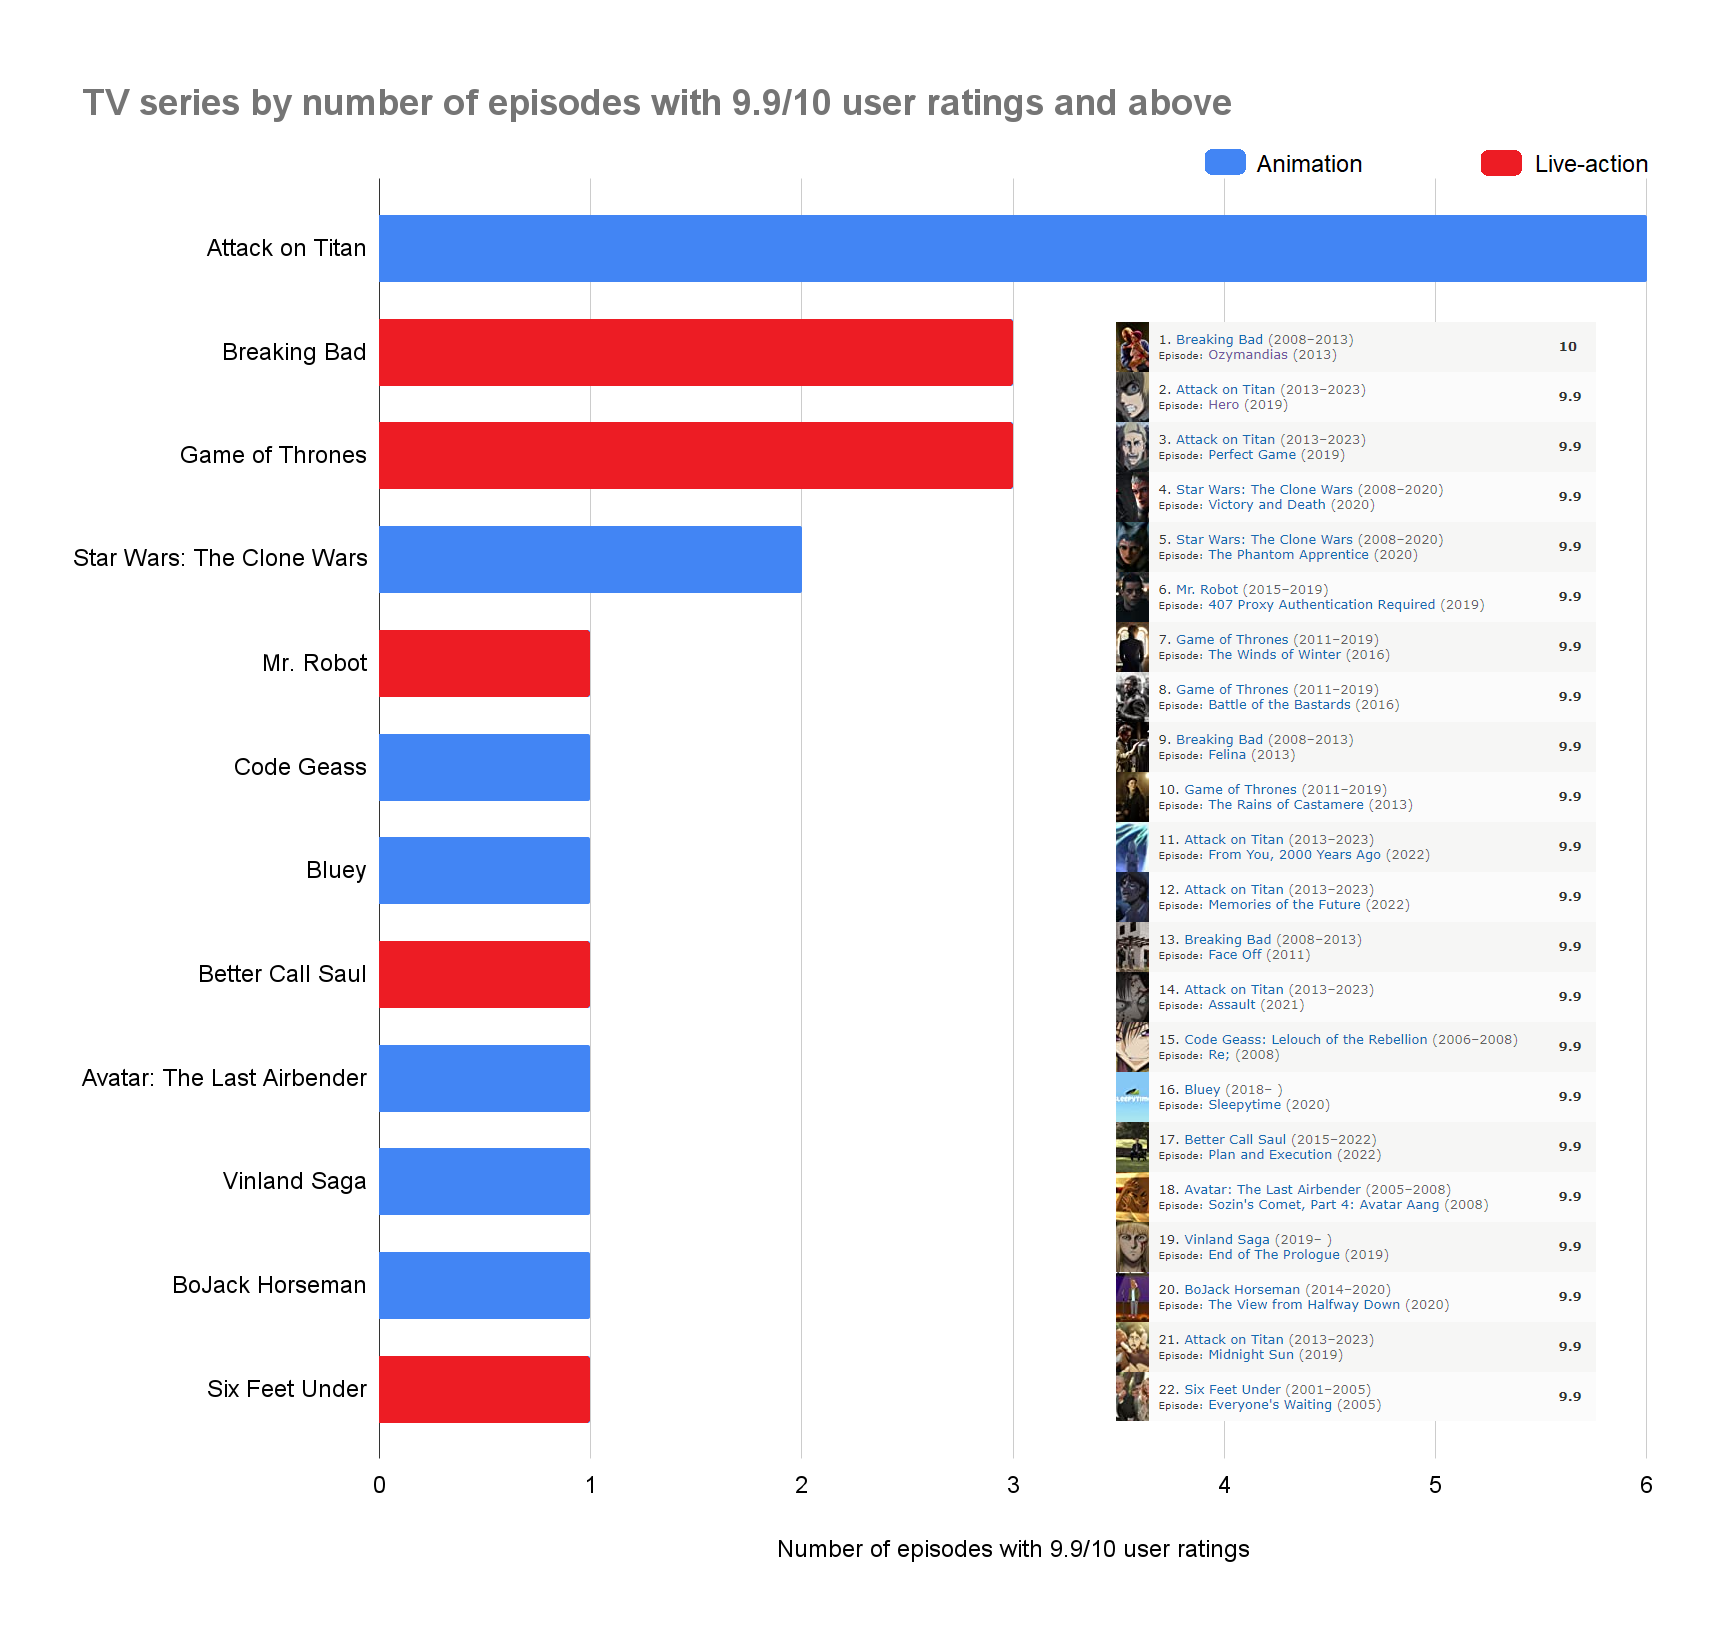 TV series by number of episodes with 9.9/10 user ratings and above
Animation
Live-action
Attack on Titan
Breaking Bad
Game of Thrones
Star Wars: The Clone Wars
Mr. Robot
Code Geass
Bluey
Better Call Saul
Avatar: The Last Airbender
Vinland Saga
BoJack Horseman
Six Feet Under
1. Breaking Bad (2008–2013)
Episode: Ozymandias (2013)
10
2. Attack on Titan (2013–2023)
Episode: Hero (2019)
9.9
3. Attack on Titan (2013–2023)
Episode: Perfect Game (2019)
9.9
4. Star Wars: The Clone Wars (2008–2020)
Episode: Victory and Death (2020)
9.9
5. Star Wars: The Clone Wars (2008–2020)
Episode: The Phantom Apprentice (2020)
9.9
6. Mr. Robot (2015–2019)
Episode: 407 Proxy Authentication Required (2019)
9.9
7. Game of Thrones (2011–2019)
Episode: The Winds of Winter (2016)
9.9
8. Game of Thrones (2011–2019)
Episode: Battle of the Bastards (2016)
9.9
9. Breaking Bad (2008–2013)
Episode: Felina (2013)
9.9
10. Game of Thrones (2011–2019)
Episode: The Rains of Castamere (2013)
9.9
11. Attack on Titan (2013–2023)
Episode: From You, 2000 Years Ago (2022)
9.9
12. Attack on Titan (2013–2023)
Episode: Memories of the Future (2022)
9.9
13. Breaking Bad (2008–2013)
Episode: Face Off (2011)
9.9
14. Attack on Titan (2013–2023)
Episode: Assault (2021)
9.9
15. Code Geass: Lelouch of the Rebellion (2006–2008)
Episode: Re; (2008)
9.9
16. Bluey (2018– )
Episode: Sleepytime (2020)
9.9
17. Better Call Saul (2015–2022)
Episode: Plan and Execution (2022)
9.9
18. Avatar: The Last Airbender (2005–2008)
Episode: Sozin's Comet, Part 4: Avatar Aang (2008)
9.9
19. Vinland Saga (2019– )
Episode: End of The Prologue (2019)
9.9
20. BoJack Horseman (2014–2020)
Episode: The View from Halfway Down (2020)
9.9
21. Attack on Titan (2013–2023)
Episode: Midnight Sun (2019)
9.9
22. Six Feet Under (2001–2005)
Episode: Everyone's Waiting (2005)
9.9
0 1 2 3 4 5 6
Number of episodes with 9.9/10 user ratings